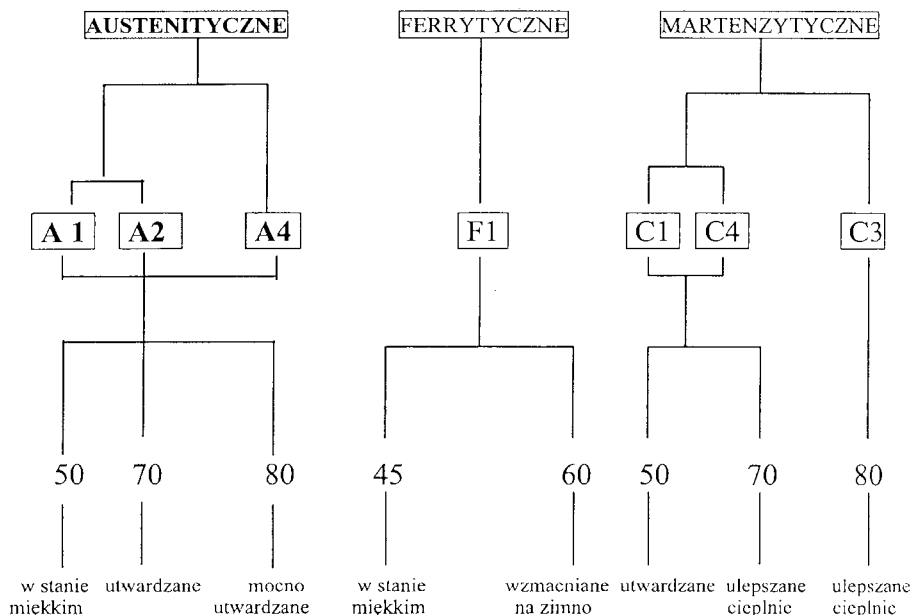 AUSTENITYCZNE FERRYTYCZNE MARTENZYTYCZNE
A 1 A2 A4 F1 C1 C4 C3
50 70 80 45 60 50 70 80
w stanie utwardzane mocno w stanie wzmacniane utwardzane ulepszane ulepszane
miękkim utwardzane miękkim na zimno cieplnie cieplnie